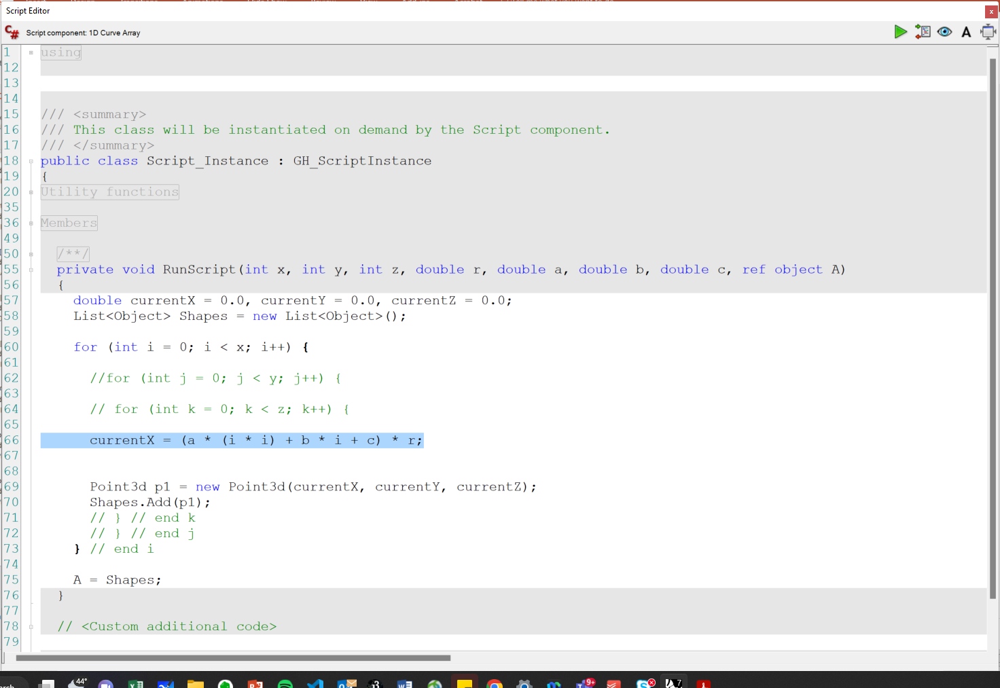 Script Editor
x
C# Script component: 1D Curve Array
A
1 using
12
13
14
15 /// <summary>
16 /// This class will be instantiated on demand by the Script component.
17 /// </summary>
18 public class Script_Instance : GH_ScriptInstance
19 {
20 Utility functions
35
36 Members
49
50 /**/
55 private void RunScript(int x, int y, int z, double r, double a, double b, double c, ref object A)
56 {
57 double currentX = 0.0, currentY = 0.0, currentZ = 0.0;
58 List<Object> Shapes = new List<Object>();
59
60 for (int i = 0; i < x; i++) {
61
62 //for (int j = 0; j < y; j++) {
63
64 // for (int k = 0; k < z; k++) {
65
66 currentX = (a * (i * i) + b * i + c) * r;
67
68
69 Point3d p1 = new Point3d(currentX, currentY, currentZ);
70 Shapes.Add(p1);
71 // } // end k
72 // } // end j
73 } // end i
74
75 A = Shapes;
76 }
77
78 // <Custom additional code>
79
44°
9+